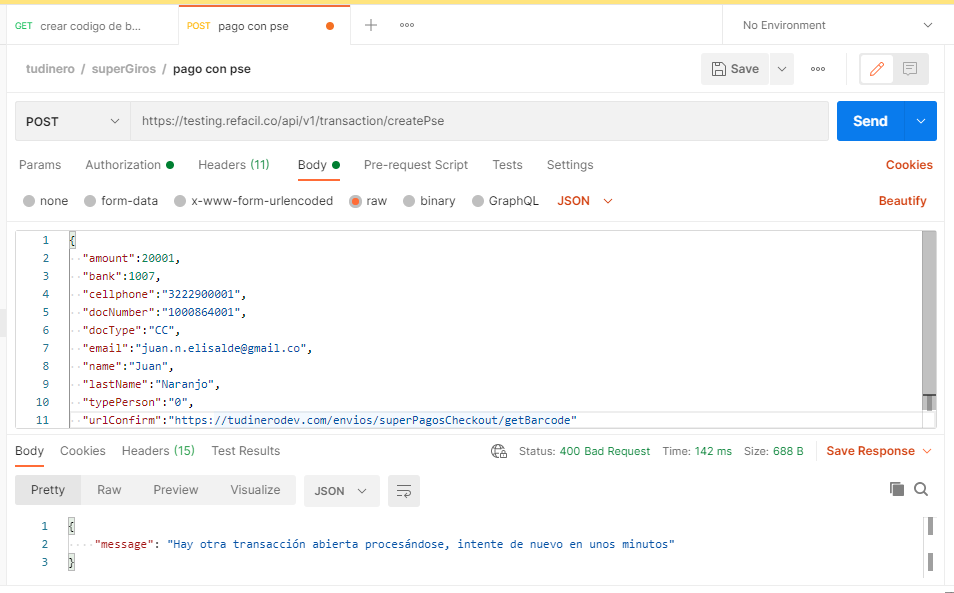 GET crear codigo de b... POST pago con pse No Environment
tudinero / superGiros / pago con pse Save
POST https://testing.refacil.co/api/v1/transaction/createPse Send
Params Authorization Headers (11) Body Pre-request Script Tests Settings Cookies
none form-data x-www-form-urlencoded raw binary GraphQL JSON Beautify
1 {
2 "amount":20001,
3 "bank":1007,
4 "cellphone":"3222900001",
5 "docNumber":"1000864001",
6 "docType":"CC",
7 "email":"juan.n.elisalde@gmail.co",
8 "name":"Juan",
9 "lastName":"Naranjo",
10 "typePerson":"0",
11 "urlConfirm":"https://tudinerodev.com/envios/superPagosCheckout/getBarcode"
Body Cookies Headers (15) Test Results Status: 400 Bad Request Time: 142 ms Size: 688 B Save Response
Pretty Raw Preview Visualize JSON
1 {
2 "message": "Hay otra transacción abierta procesándose, intente de nuevo en unos minutos"
3 }